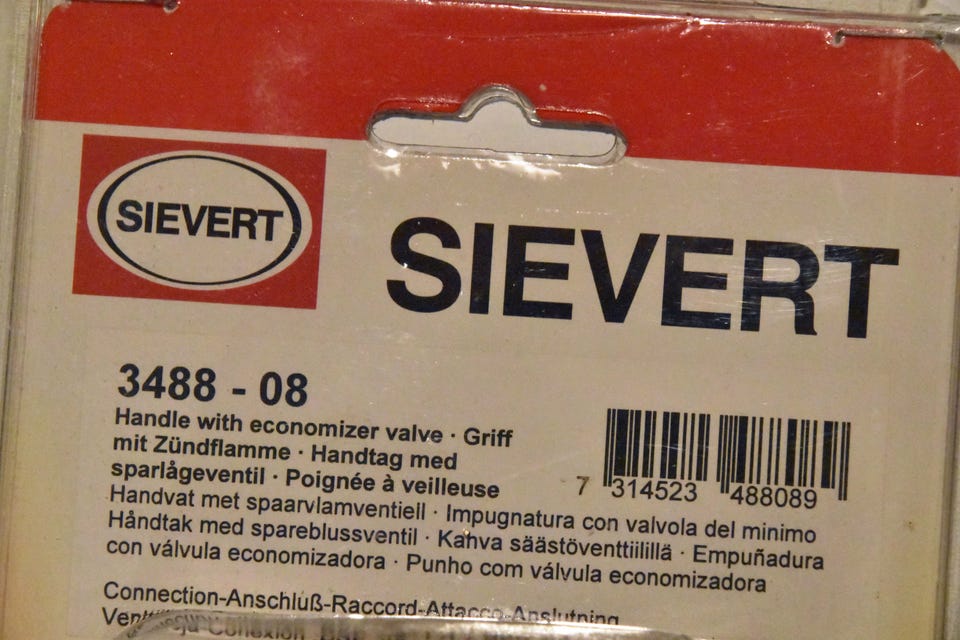 SIEVERT
SIEVERT
3488 - 08
Handle with economizer valve · Griff
mit Zündflamme · Handtag med
sparlågeventil · Poignée à veilleuse
Handvat met spaarvlamventiell · Impugnatura con valvola del minimo
Håndtak med spareblussventil · Kahva säästöventtiilillä · Empuñadura
con válvula economizadora · Punho com válvula economizadora
7 314523 488089
Connection-Anschluß-Raccord-Attacco-Anslutning